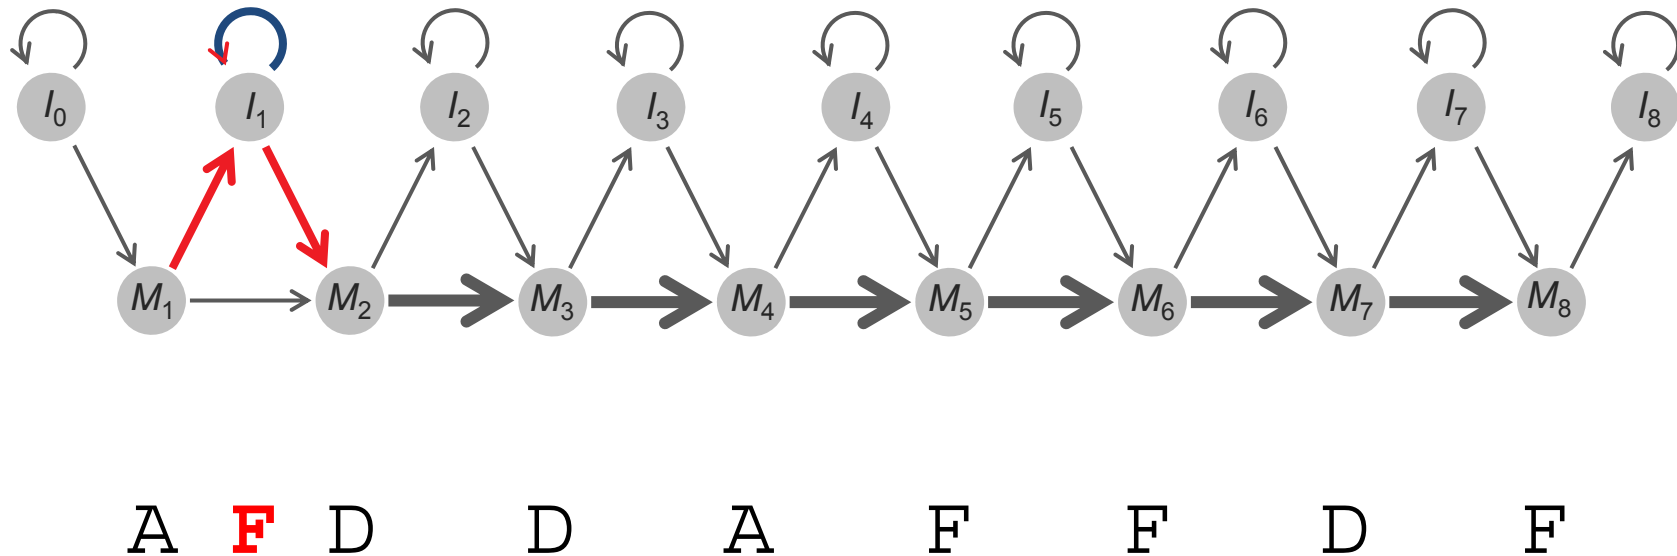 I₀ I₁ I₂ I₃ I₄ I₅ I₆ I₇ I₈
M₁ M₂ M₃ M₄ M₅ M₆ M₇ M₈
A F D D A F F D F